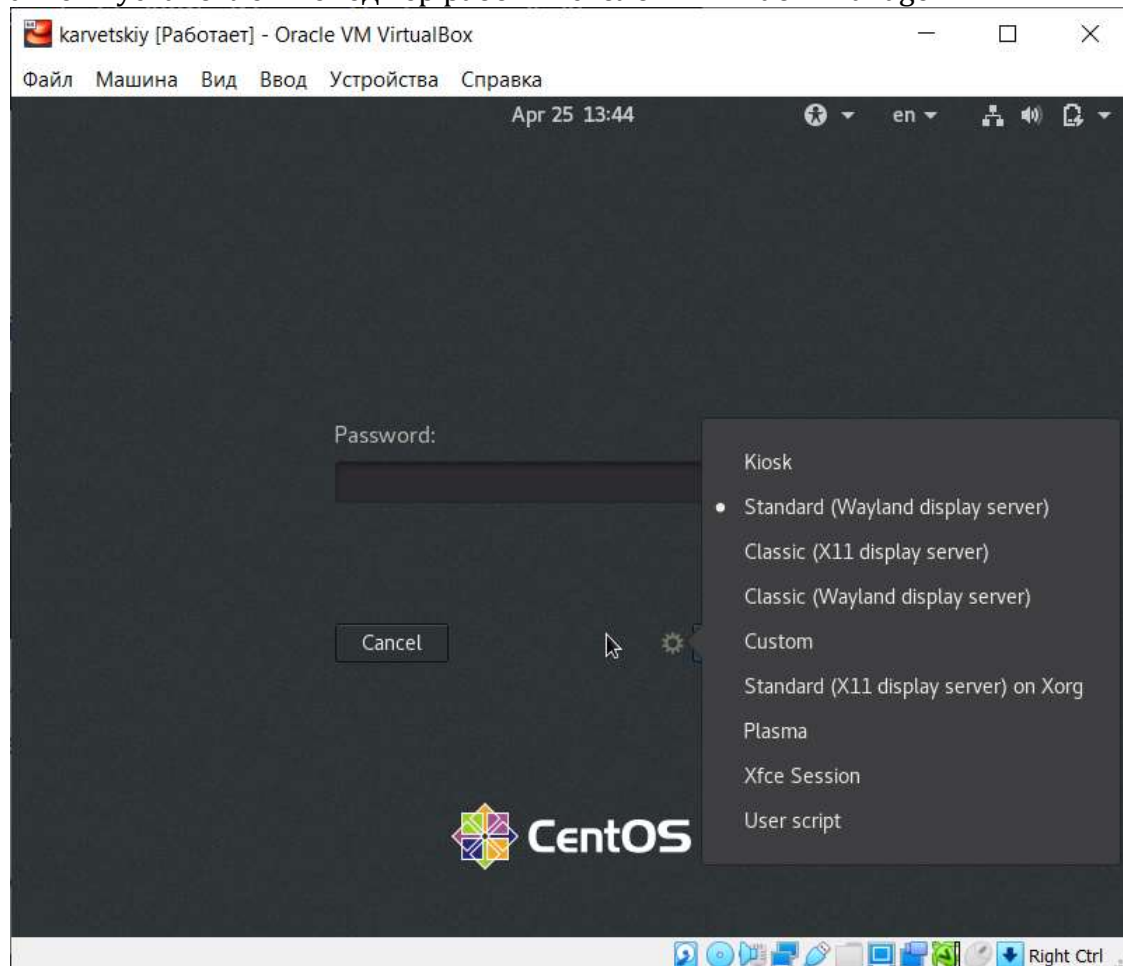 karvetskiy [Работает] - Oracle VM VirtualBox
Файл Машина Вид Ввод Устройства Справка
Apr 25 13:44 en
Password:
Kiosk
Standard (Wayland display server)
Classic (X11 display server)
Classic (Wayland display server)
Cancel
Custom
Standard (X11 display server) on Xorg
Plasma
Xfce Session
User script
CentOS
Right Ctrl